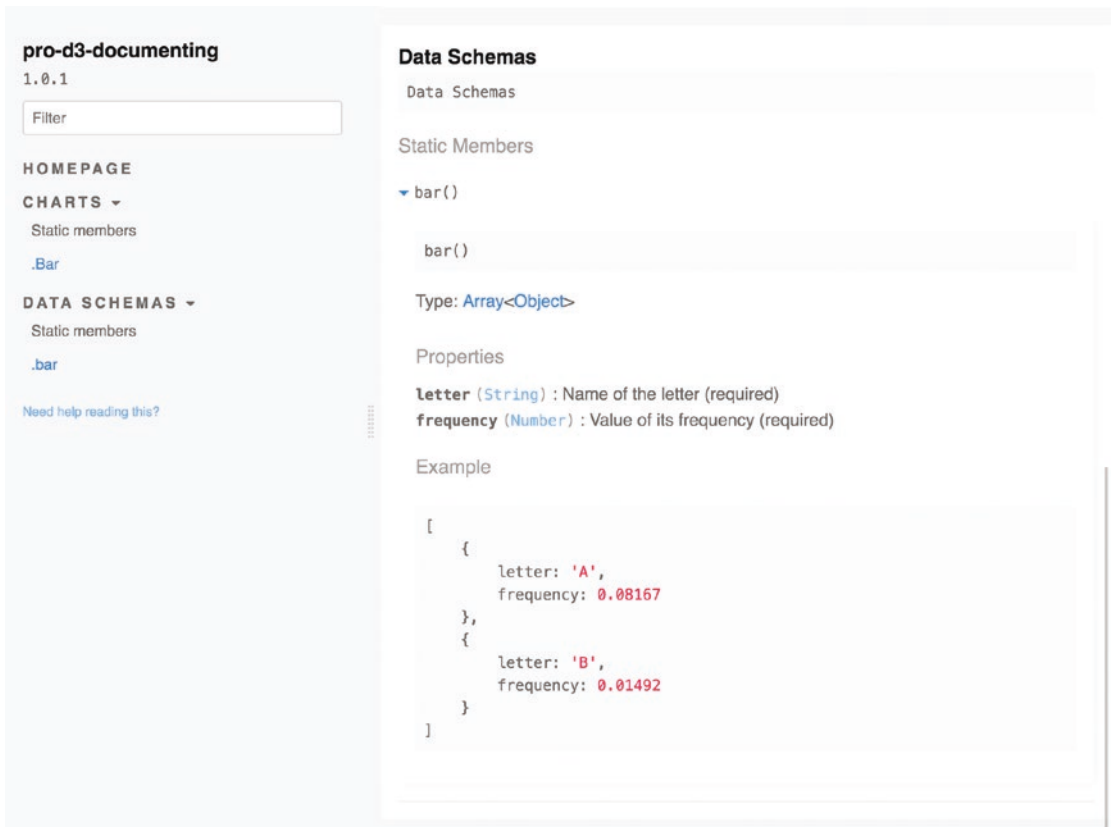 pro-d3-documenting
1.0.1
Filter
HOMEPAGE
CHARTS
Static members
.Bar
DATA SCHEMAS
Static members
.bar
Need help reading this?
Data Schemas
Data Schemas
Static Members
bar()
bar()
Type: Array<Object>
Properties
letter (String) : Name of the letter (required)
frequency (Number) : Value of its frequency (required)
Example
[
    {
        letter: 'A',
        frequency: 0.08167
    },
    {
        letter: 'B',
        frequency: 0.01492
    }
]